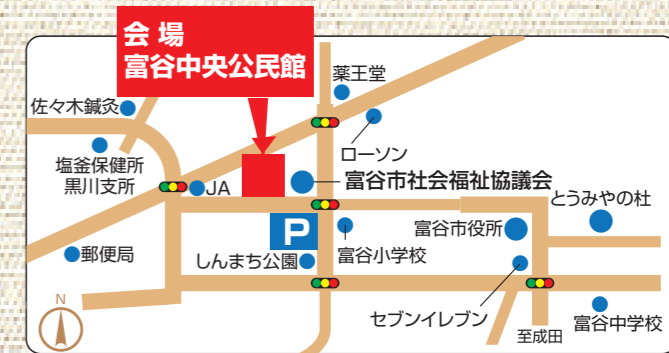 会 場
富谷中央公民館
薬王堂
佐々木鍼灸
ローソン
塩釜保健所
黒川支所
JA
富谷市社会福祉協議会
とうみやの杜
P
富谷市役所
郵便局
しんまち公園
富谷小学校
セブンイレブン
N
至成田
富谷中学校